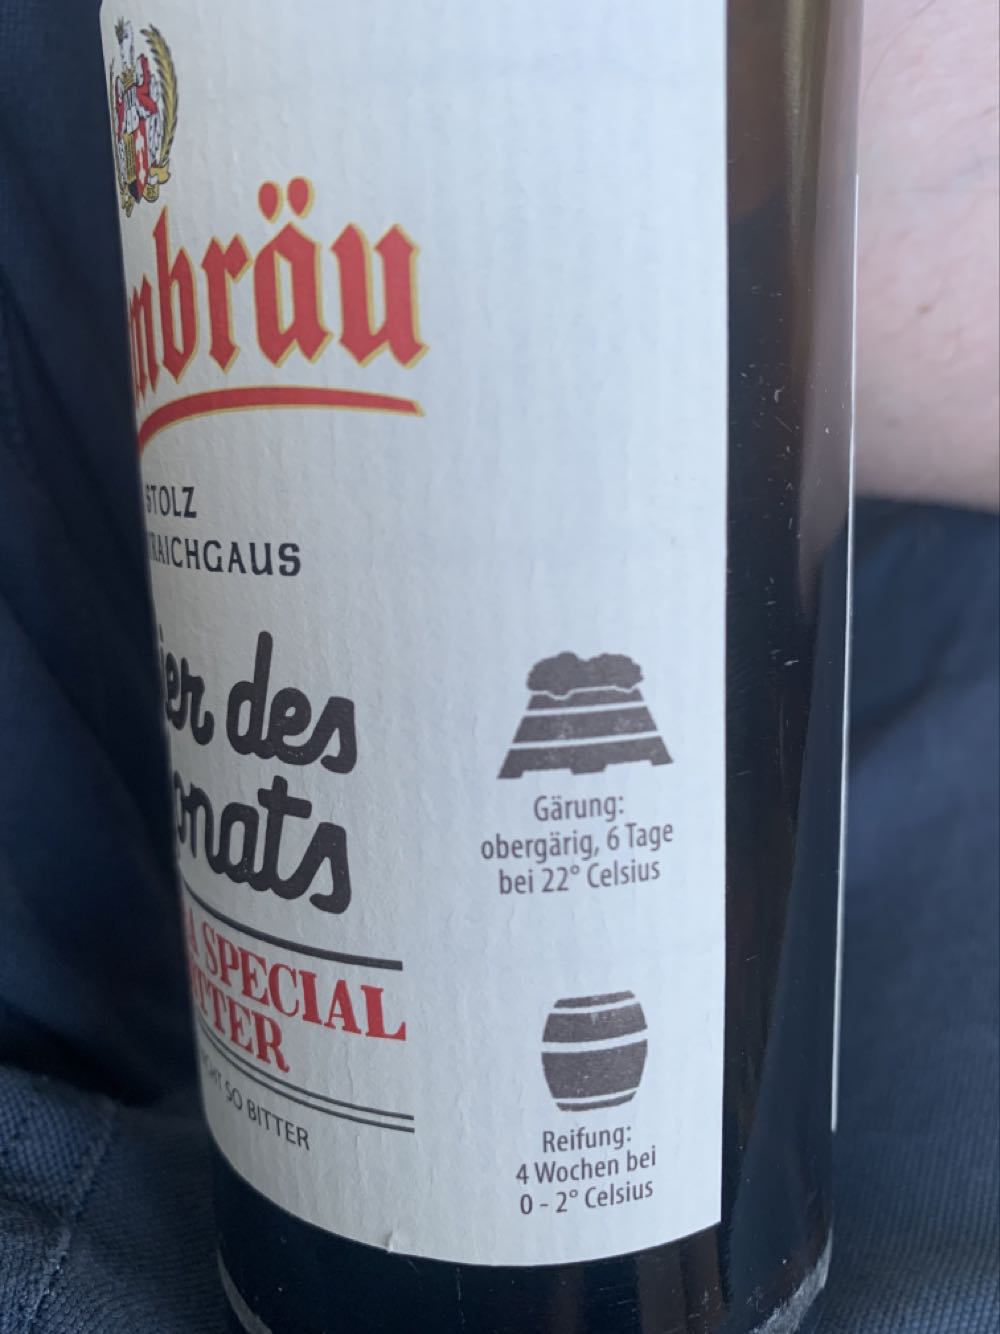 mbräu
STOLZ
RAICHGAUS
ier des
onats
A SPECIAL
TTER
SO BITTER
Gärung:
obergärig, 6 Tage
bei 22° Celsius
Reifung:
4 Wochen bei
0 - 2° Celsius